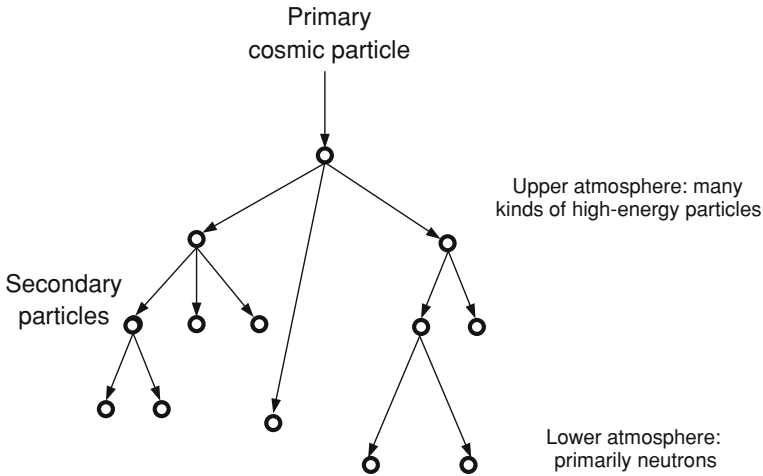 Primary
cosmic particle
Upper atmosphere: many
kinds of high-energy particles
Secondary
particles
Lower atmosphere:
primarily neutrons